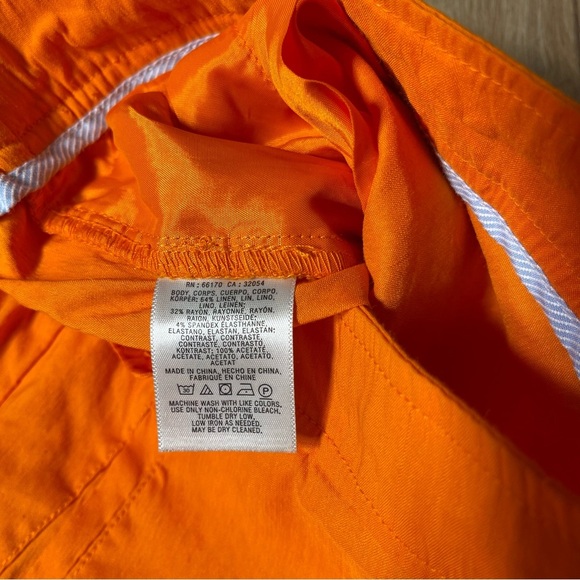 RN : 66170 CA : 32054
BODY, CORPS, CUERPO, CORPO,
KÖRPER: 64% LINEN, LIN, LINO,
LINO, LEINEN;
32% RAYON, RAYONNE, RAYÓN,
RAION, KUNSTSEIDE;
4% SPANDEX ELASTHANNE,
ELASTANO, ELASTAN, ELASTÁN;
CONTRAST, CONTRASTE,
CONTRASTE, CONTRASTO,
KONTRAST: 100% ACETATE,
ACÉTATE, ACETATO, ACETATO,
ACETAT
MADE IN CHINA, HECHO EN CHINA,
FABRIQUÉ EN CHINE
30 P
MACHINE WASH WITH LIKE COLORS.
USE ONLY NON-CHLORINE BLEACH.
TUMBLE DRY LOW.
LOW IRON AS NEEDED.
MAY BE DRY CLEANED.